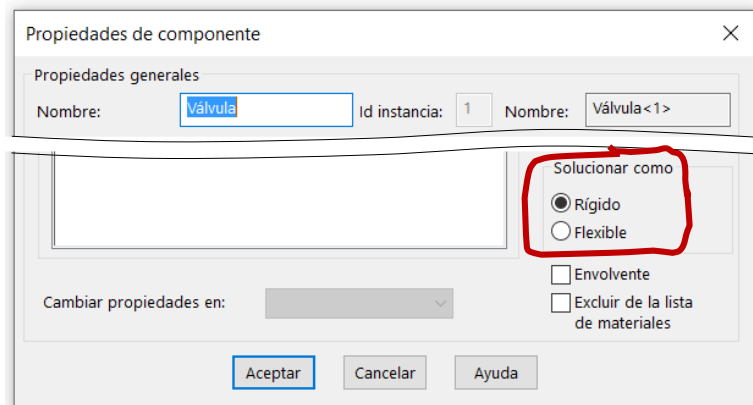 Propiedades de componente
Propiedades generales
Nombre: Válvula Id instancia: 1 Nombre: Válvula<1>
Solucionar como
Rígido
Flexible
Envolvente
Cambiar propiedades en: Excluir de la lista
de materiales
Aceptar Cancelar Ayuda